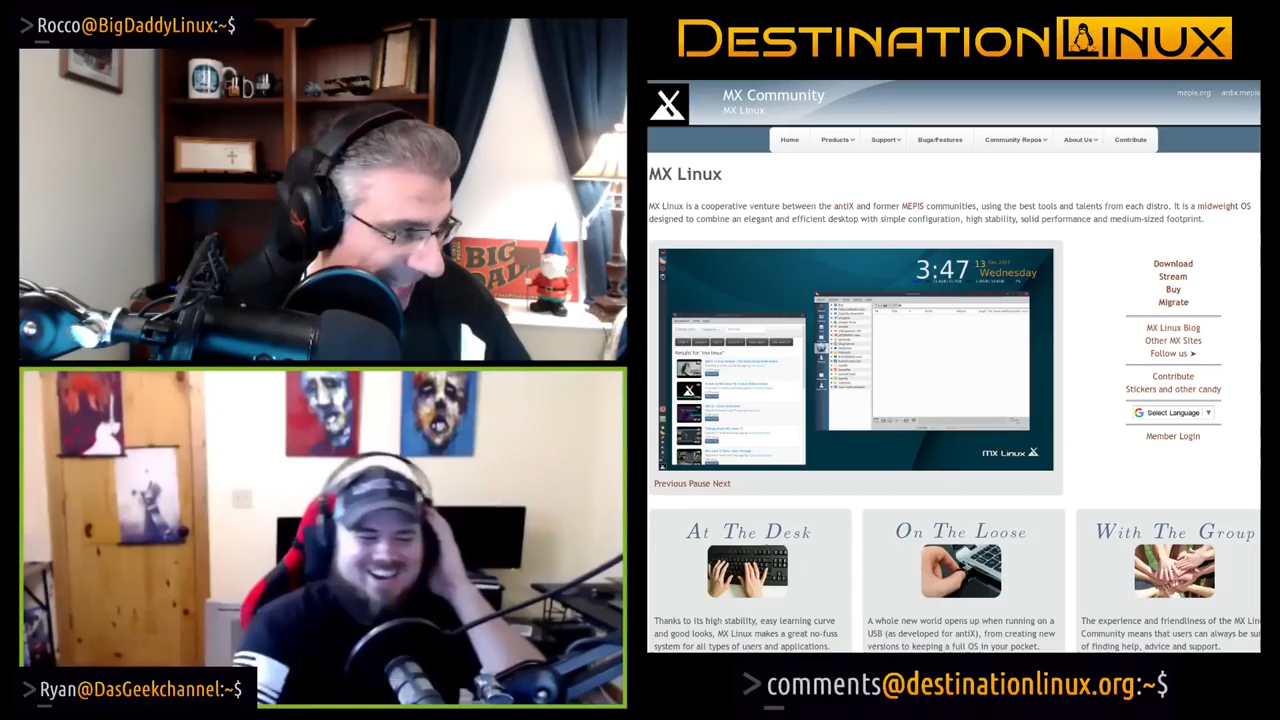 >_ Rocco@BigDaddyLinux:~$
DESTINATION LINUX
BIG
DAD
MX Community
MX Linux
mepis.org antix.mepis
Home Products Support Bugs/Features Community Repos About Us Contribute
MX Linux
MX Linux is a cooperative venture between the antiX and former MEPIS communities, using the best tools and talents from each distro. It is a midweight OS
designed to combine an elegant and efficient desktop with simple configuration, high stability, solid performance and medium-sized footprint.
3:47 13
Wednesday
MX Linux
Previous Pause Next
Download
Stream
Buy
Migrate
MX Linux Blog
Other MX Sites
Follow us ➤
Contribute
Stickers and other candy
G Select Language ▼
Member Login
At The Desk
Thanks to its high stability, easy learning curve
and good looks, MX Linux makes a great no-fuss
system for all types of users and applications.
On The Loose
A whole new world opens up when running on a
USB (as developed for antiX), from creating new
versions to keeping a full OS in your pocket.
With The Group
The experience and friendliness of the MX Lin
Community means that users can always be su
of finding help, advice and support.
>_ Ryan@DasGeekchannel:~$
>_ comments@destinationlinux.org:~$